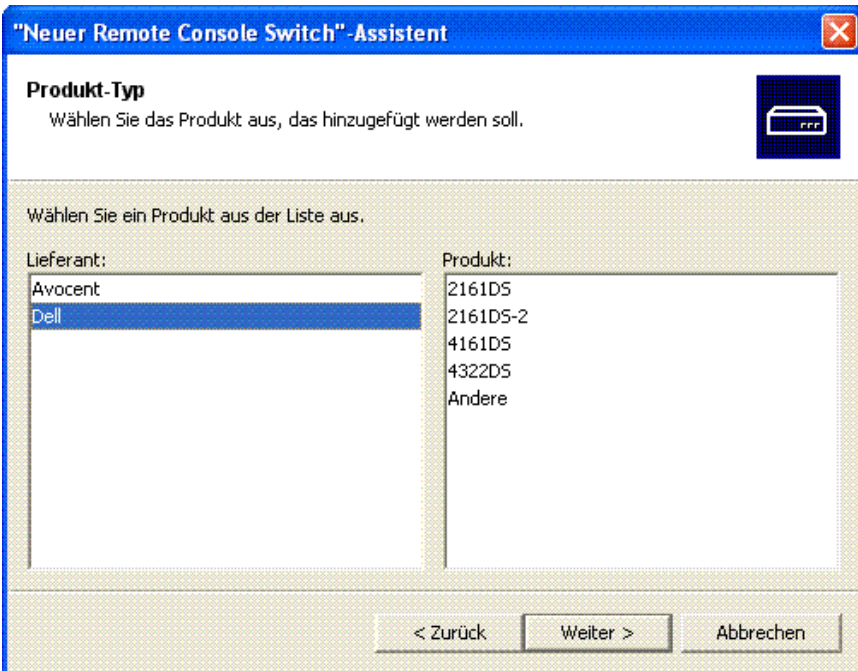 "Neuer Remote Console Switch"-Assistent
Produkt-Typ
Wählen Sie das Produkt aus, das hinzugefügt werden soll.
Wählen Sie ein Produkt aus der Liste aus.
Lieferant:
Avocent
Dell
Produkt:
2161DS
2161DS-2
4161DS
4322DS
Andere
< Zurück
Weiter >
Abbrechen